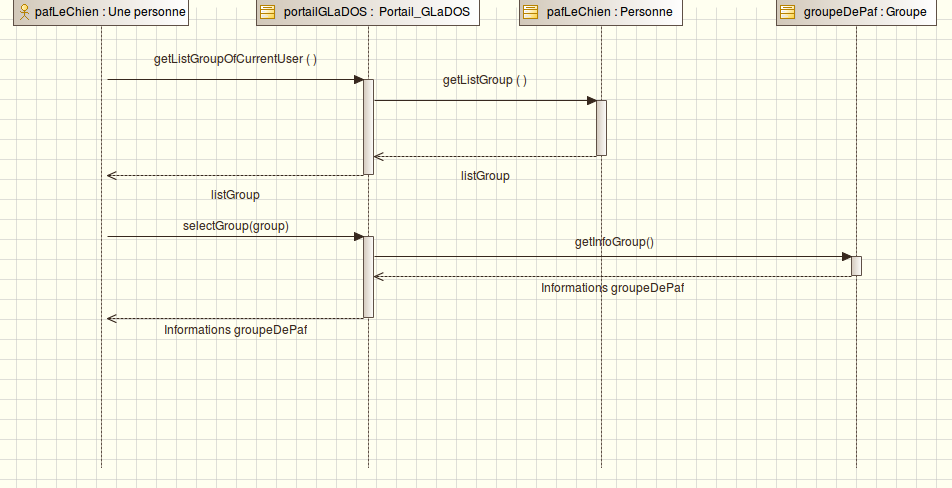 pafLeChien : Une personne
portailGLaDOS : Portail_GLaDOS
pafLeChien : Personne
groupeDePaf : Groupe
getListGroupOfCurrentUser ( )
getListGroup ( )
listGroup
listGroup
selectGroup(group)
getInfoGroup()
Informations groupeDePaf
Informations groupeDePaf